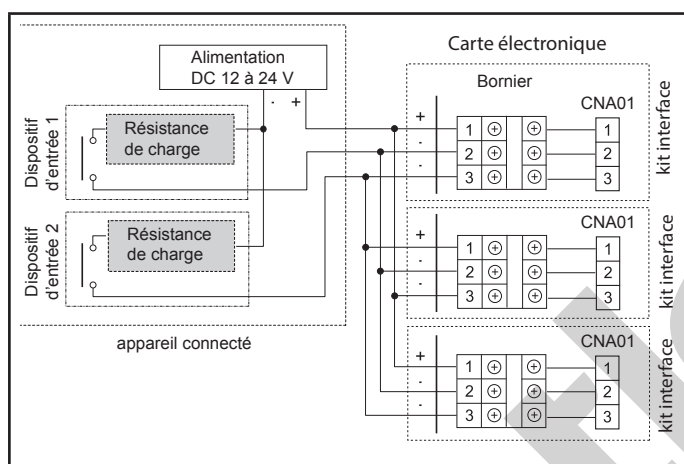 Alimentation
DC 12 à 24 V
- +
Dispositif
d'entrée 1
Résistance
de charge
Dispositif
d'entrée 2
Résistance
de charge
appareil connecté
Carte électronique
Bornier
CNA01
+
-
-
1
2
3
1
2
3
kit interface
CNA01
+
-
-
1
2
3
1
2
3
kit interface
CNA01
+
-
-
1
2
3
1
2
3
kit interface